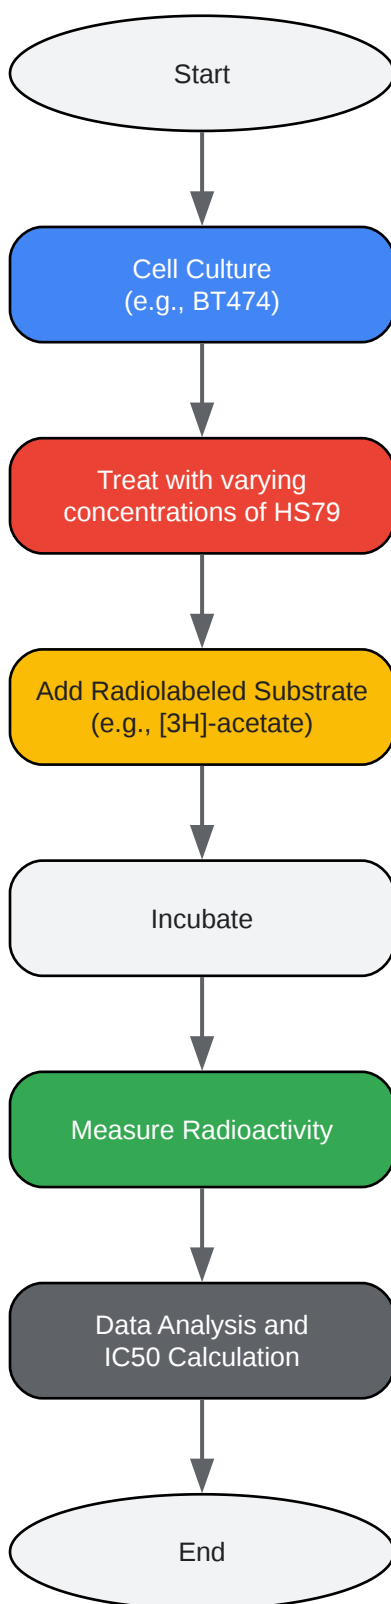 Start
Cell Culture
(e.g., BT474)
Treat with varying
concentrations of HS79
Add Radiolabeled Substrate
(e.g., [3H]-acetate)
Incubate
Measure Radioactivity
Data Analysis and
IC50 Calculation
End